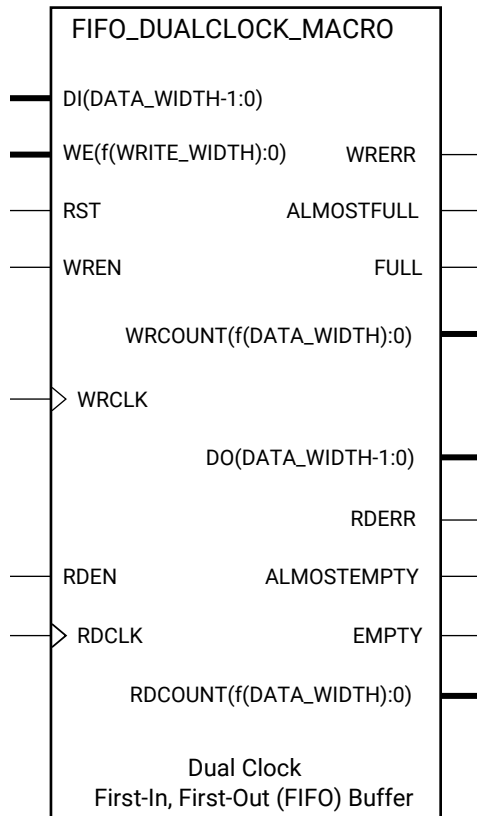 FIFO_DUALCLOCK_MACRO
DI(DATA_WIDTH-1:0)
WE(f(WRITE_WIDTH):0)
WRERR
RST
ALMOSTFULL
WREN
FULL
WRCOUNT(f(DATA_WIDTH):0)
WRCLK
DO(DATA_WIDTH-1:0)
RDERR
RDEN
ALMOSTEMPTY
RDCLK
EMPTY
RDCOUNT(f(DATA_WIDTH):0)
Dual Clock
First-In, First-Out (FIFO) Buffer